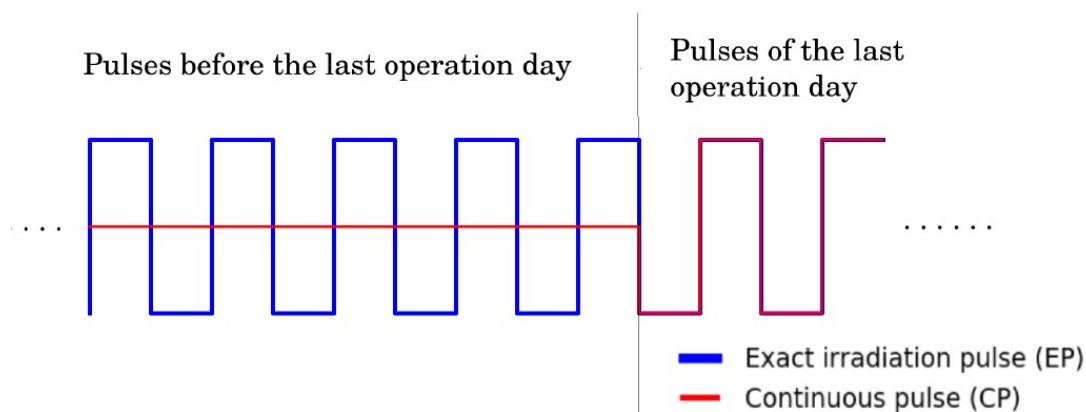 Pulses before the last operation day
Pulses of the last
operation day
. . .
. . . . . .
Exact irradiation pulse (EP)
Continuous pulse (CP)